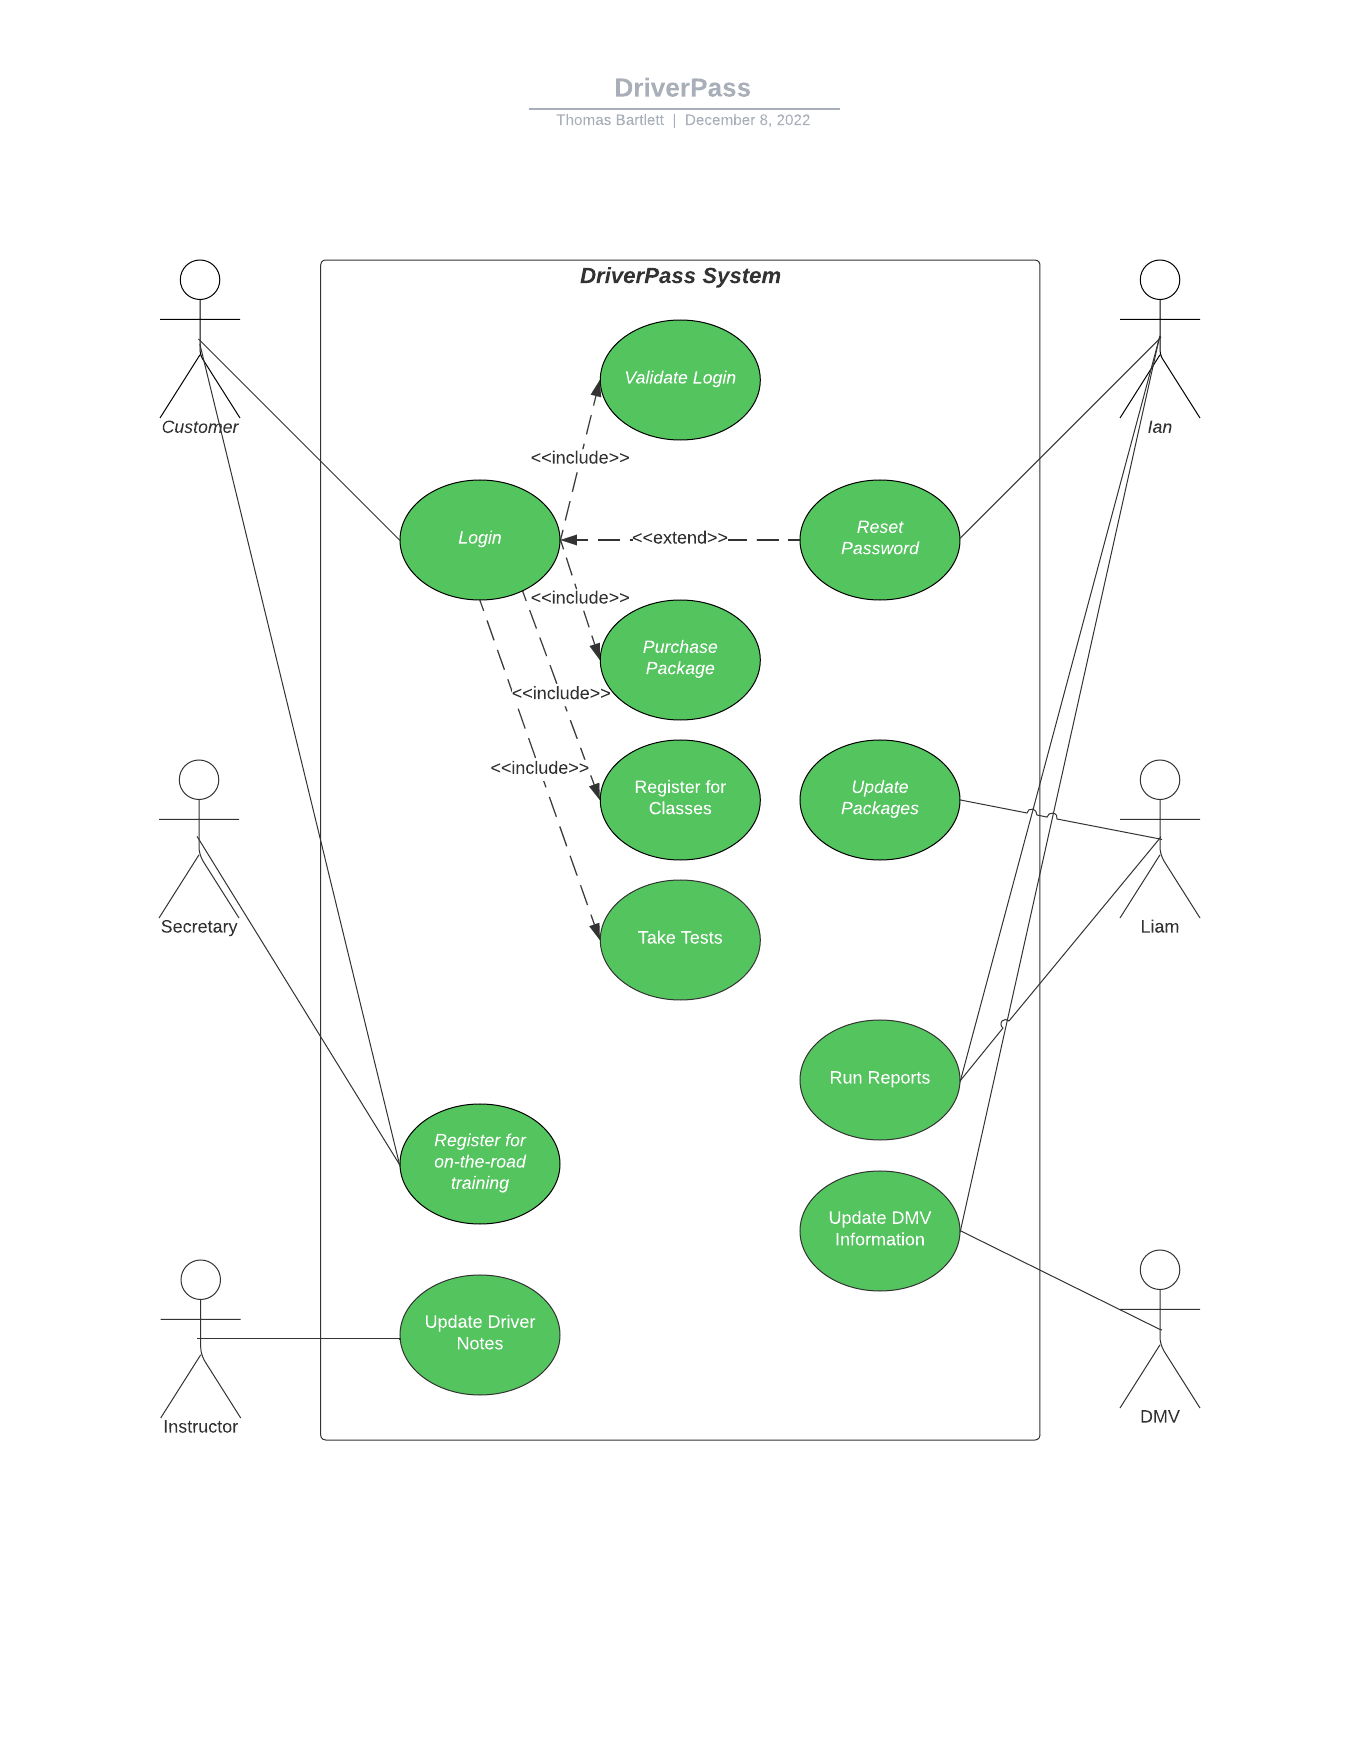 DriverPass
Thomas Bartlett | December 8, 2022
DriverPass System
Validate Login
Customer
Ian
<<include>>
Login
<<extend>>
Reset
Password
<<include>>
Purchase
Package
<<include>>
<<include>>
Register for
Classes
Update
Packages
Secretary
Liam
Take Tests
Run Reports
Register for
on-the-road
training
Update DMV
Information
Update Driver
Notes
Instructor
DMV